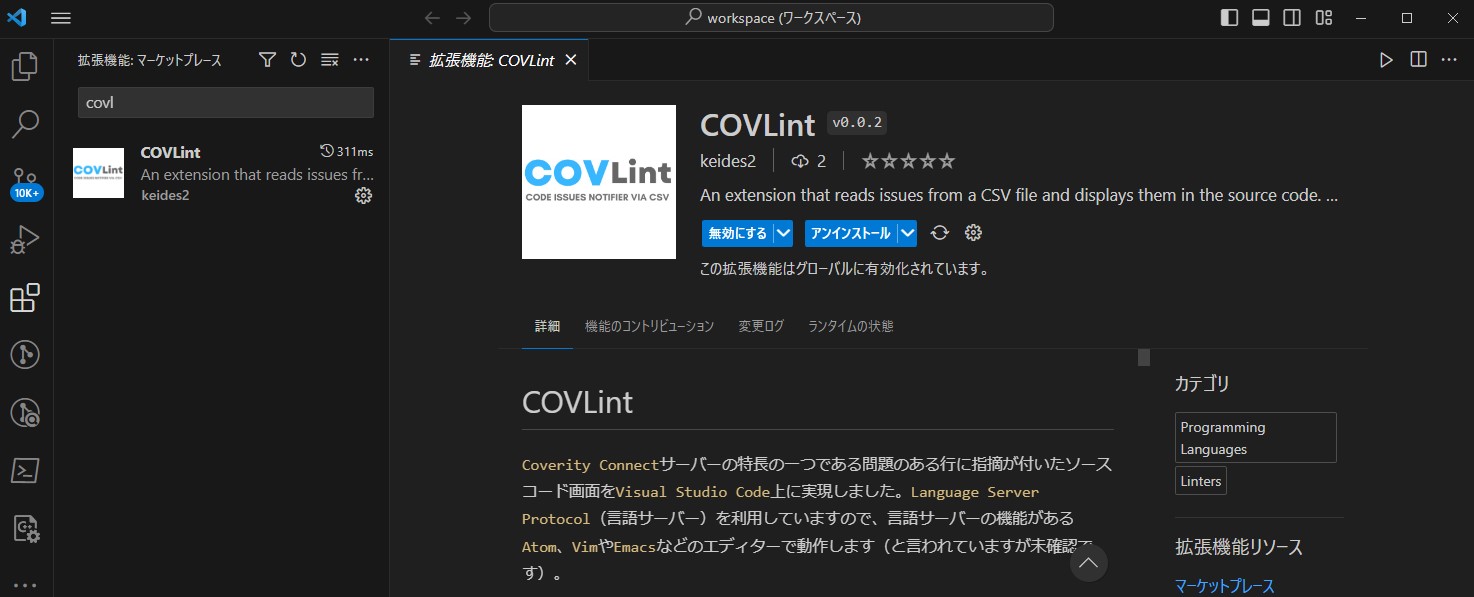 workspace (ワークスペース)
拡張機能: マーケットプレース
covl
COVLint
311ms
An extension that reads issues fr...
keides2
COVLint
CODE ISSUES NOTIFIER VIA CSV
10K+
拡張機能: COVLint
COVLint
CODE ISSUES NOTIFIER VIA CSV
COVLint v0.0.2
keides2 2
An extension that reads issues from a CSV file and displays them in the source code. ...
無効にする アンインストール
この拡張機能はグローバルに有効化されています。
詳細 機能のコントリビューション 変更ログ ランタイムの状態
COVLint
Coverity Connectサーバーの特長の一つである問題のある行に指摘が付いたソース
コード画面をVisual Studio Code上に実現しました。Language Server
Protocol（言語サーバー）を利用していますので、言語サーバーの機能がある
Atom、VimやEmacsなどのエディターで動作します（と言われていますが未確認で
す）。
カテゴリ
Programming
Languages
Linters
拡張機能リソース
マーケットプレース